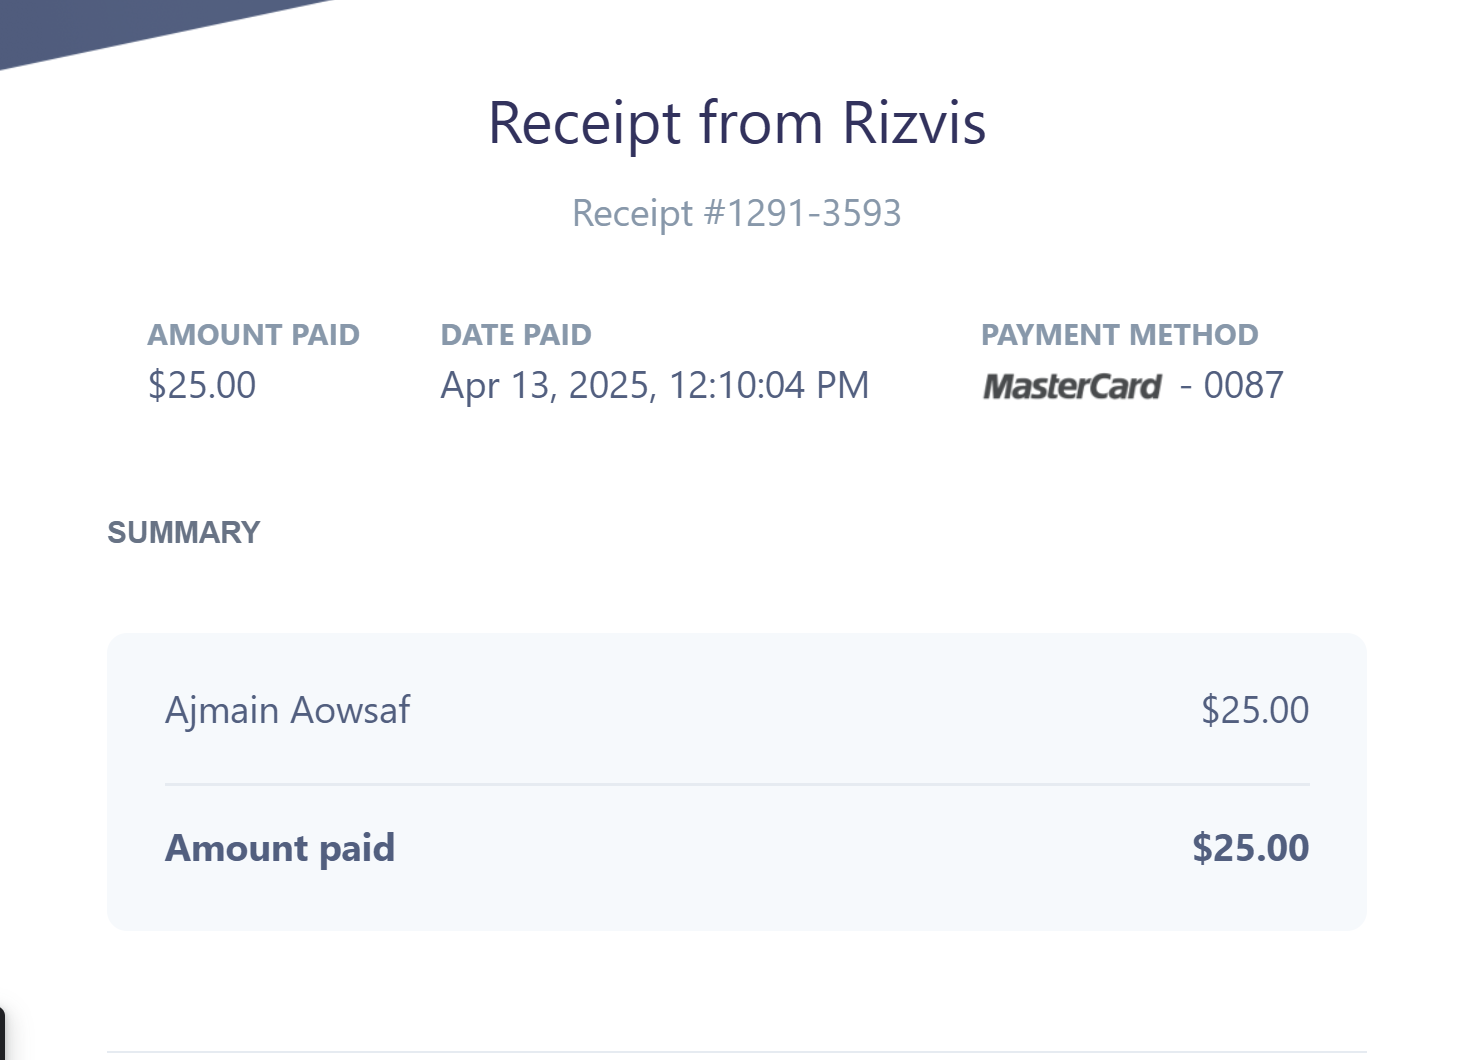 Receipt from Rizvis
Receipt #1291-3593
AMOUNT PAID DATE PAID PAYMENT METHOD
$25.00 Apr 13, 2025, 12:10:04 PM MasterCard - 0087
SUMMARY
Ajmain Aowsaf $25.00
Amount paid $25.00